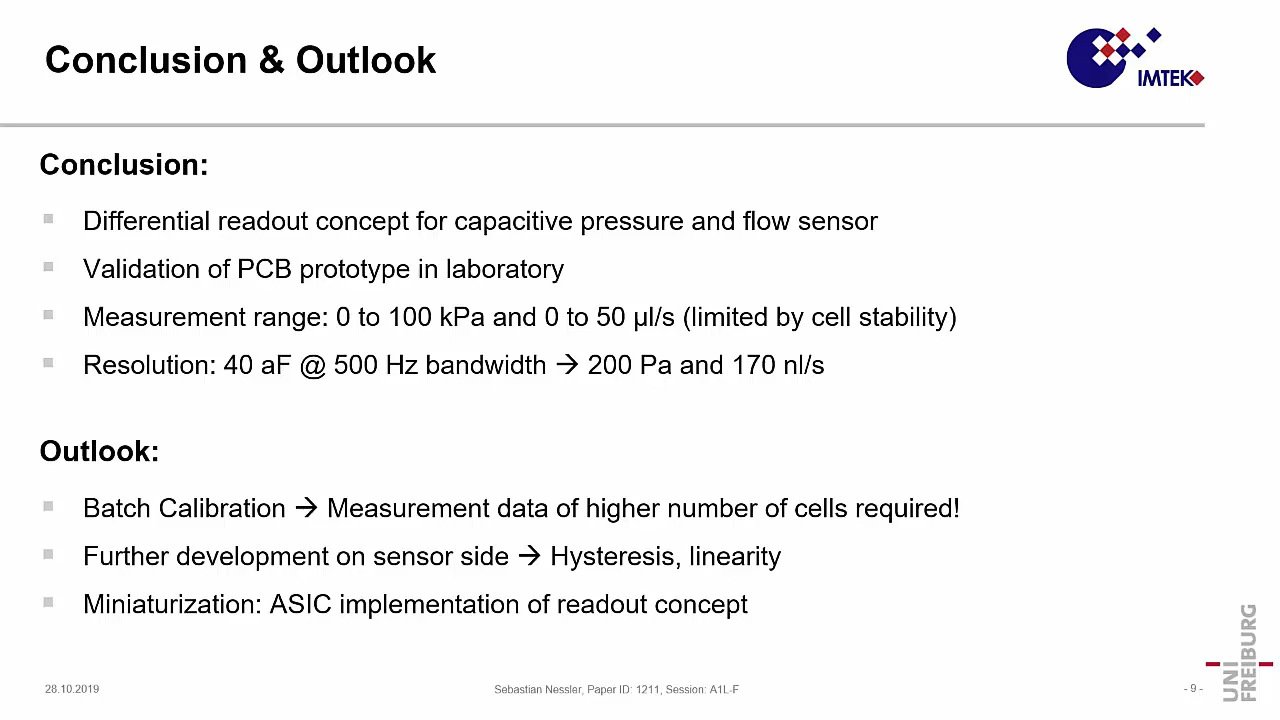 Conclusion & Outlook
IMTEK
Conclusion:
Differential readout concept for capacitive pressure and flow sensor
Validation of PCB prototype in laboratory
Measurement range: 0 to 100 kPa and 0 to 50 µl/s (limited by cell stability)
Resolution: 40 aF @ 500 Hz bandwidth → 200 Pa and 170 nl/s
Outlook:
Batch Calibration → Measurement data of higher number of cells required!
Further development on sensor side → Hysteresis, linearity
Miniaturization: ASIC implementation of readout concept
28.10.2019
Sebastian Nessler, Paper ID: 1211, Session: A1L-F
- 9 -
UNI
FREIBURG